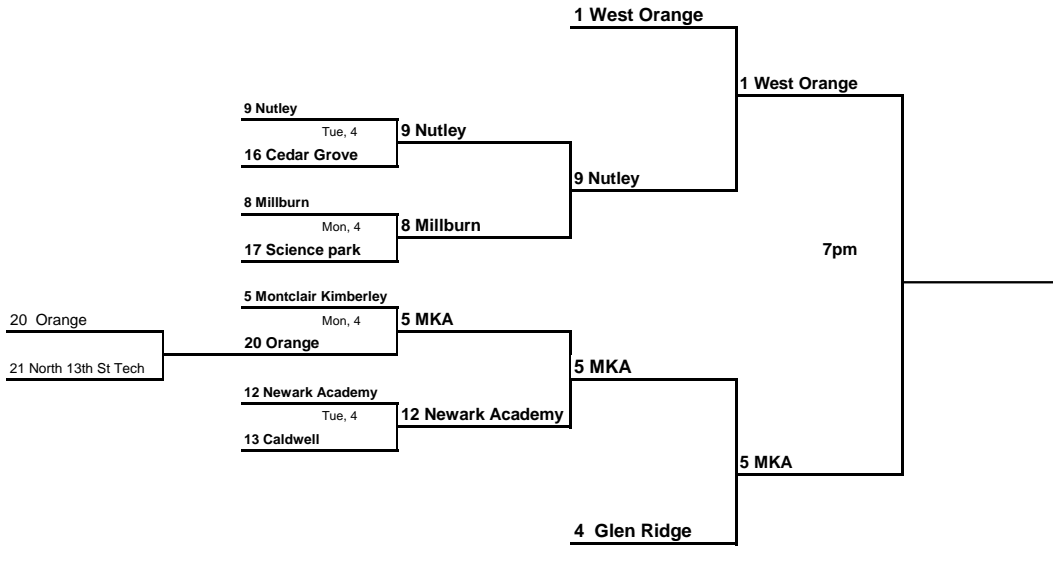 1 West Orange
1 West Orange
9 Nutley
Tue, 4
9 Nutley
16 Cedar Grove
9 Nutley
8 Millburn
Mon, 4
8 Millburn
17 Science park
7pm
5 Montclair Kimberley
20 Orange
Mon, 4
5 MKA
20 Orange
21 North 13th St Tech
5 MKA
12 Newark Academy
Tue, 4
12 Newark Academy
13 Caldwell
5 MKA
4 Glen Ridge